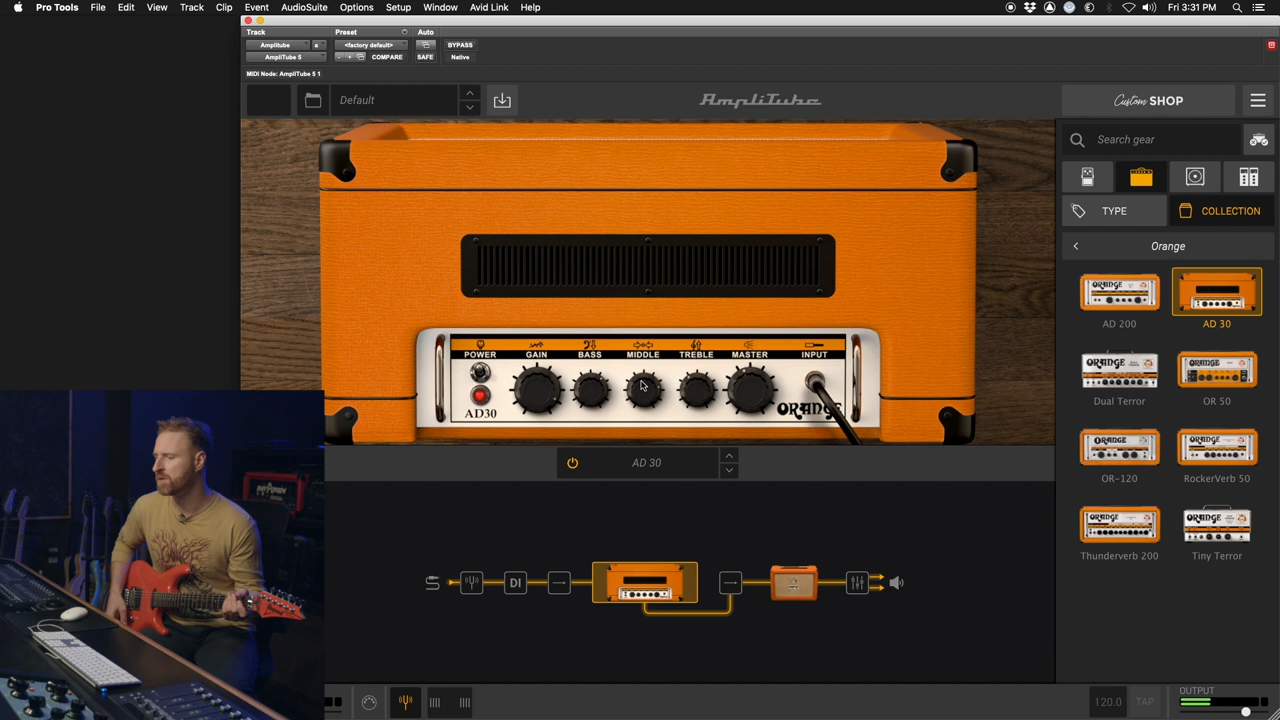 Pro Tools File Edit View Track Clip Event AudioSuite Options Setup Window Avid Link Help Fri 3:31 PM
Track Preset Auto
Amplitube a <factory default> BYPASS
AmpliTube 5 - + COMPARE SAFE Native
MIDI Node: AmpliTube 5 1
Default AmpliTube Custom SHOP
Search gear
TYPE COLLECTION
Orange
AD 200 AD 30
Dual Terror OR 50
OR-120 RockerVerb 50
Thunderverb 200 Tiny Terror
POWER GAIN BASS MIDDLE TREBLE MASTER INPUT
AD30 ORANGE
AD 30
DI
120.0 TAP OUTPUT